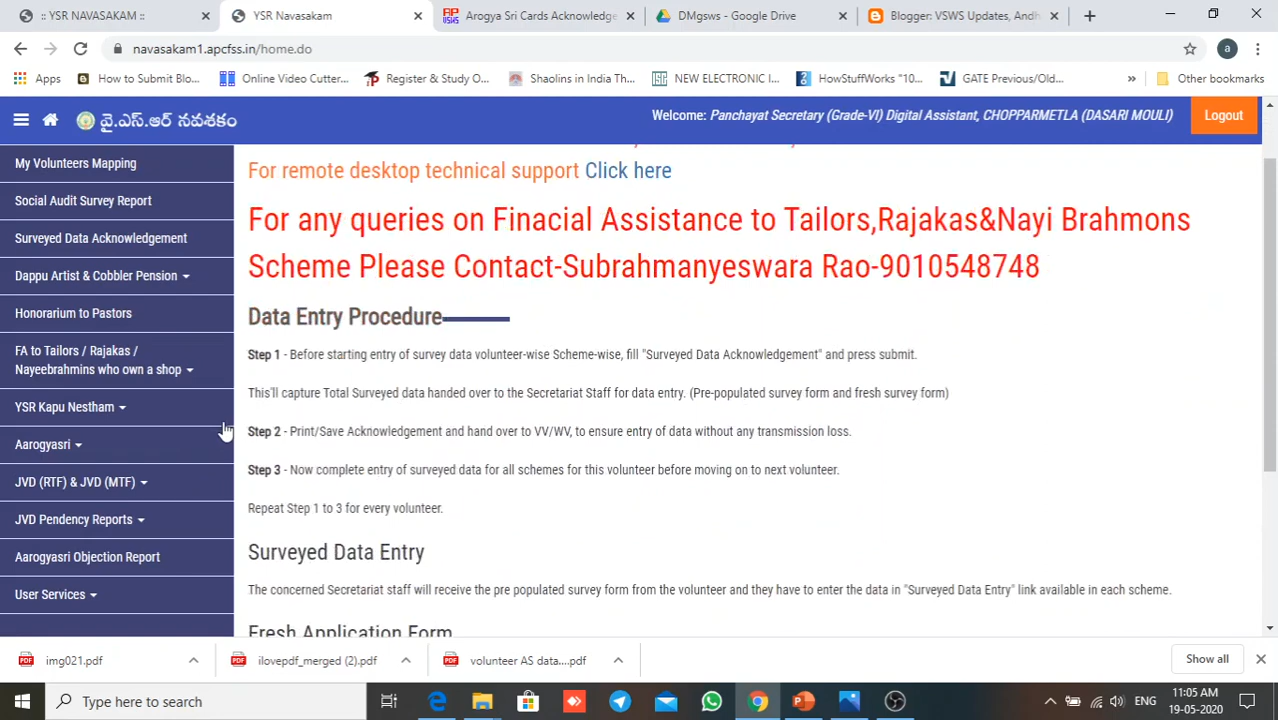 :: YSR NAVASAKAM ::
YSR Navasakam
Arogya Sri Cards Acknowledge
DMgsws - Google Drive
Blogger: VSWS Updates, Andh
navasakam1.apcfss.in/home.do
a
Apps
How to Submit Blo...
Online Video Cutter...
Register & Study O...
Shaolins in India Th...
NEW ELECTRONIC I...
HowStuffWorks "10...
GATE Previous/Old...
»
Other bookmarks
వై.ఎస్.ఆర్ నవశకం
Welcome: Panchayat Secretary (Grade-VI) Digital Assistant, CHOPPARMETLA (DASARI MOULI)
Logout
My Volunteers Mapping
Social Audit Survey Report
Surveyed Data Acknowledgement
Dappu Artist & Cobbler Pension
Honorarium to Pastors
FA to Tailors / Rajakas /
Nayeebrahmins who own a shop
YSR Kapu Nestham
Aarogyasri
JVD (RTF) & JVD (MTF)
JVD Pendency Reports
Aarogyasri Objection Report
User Services
For remote desktop technical support Click here
For any queries on Finacial Assistance to Tailors,Rajakas&Nayi Brahmons
Scheme Please Contact-Subrahmanyeswara Rao-9010548748
Data Entry Procedure
Step 1 - Before starting entry of survey data volunteer-wise Scheme-wise, fill "Surveyed Data Acknowledgement" and press submit.
This'll capture Total Surveyed data handed over to the Secretariat Staff for data entry. (Pre-populated survey form and fresh survey form)
Step 2 - Print/Save Acknowledgement and hand over to VV/WV, to ensure entry of data without any transmission loss.
Step 3 - Now complete entry of surveyed data for all schemes for this volunteer before moving on to next volunteer.
Repeat Step 1 to 3 for every volunteer.
Surveyed Data Entry
The concerned Secretariat staff will receive the pre populated survey form from the volunteer and they have to enter the data in "Surveyed Data Entry" link available in each scheme.
Fresh Application Form
img021.pdf
ilovepdf_merged (2).pdf
volunteer AS data....pdf
Show all
Type here to search
ENG
11:05 AM
19-05-2020